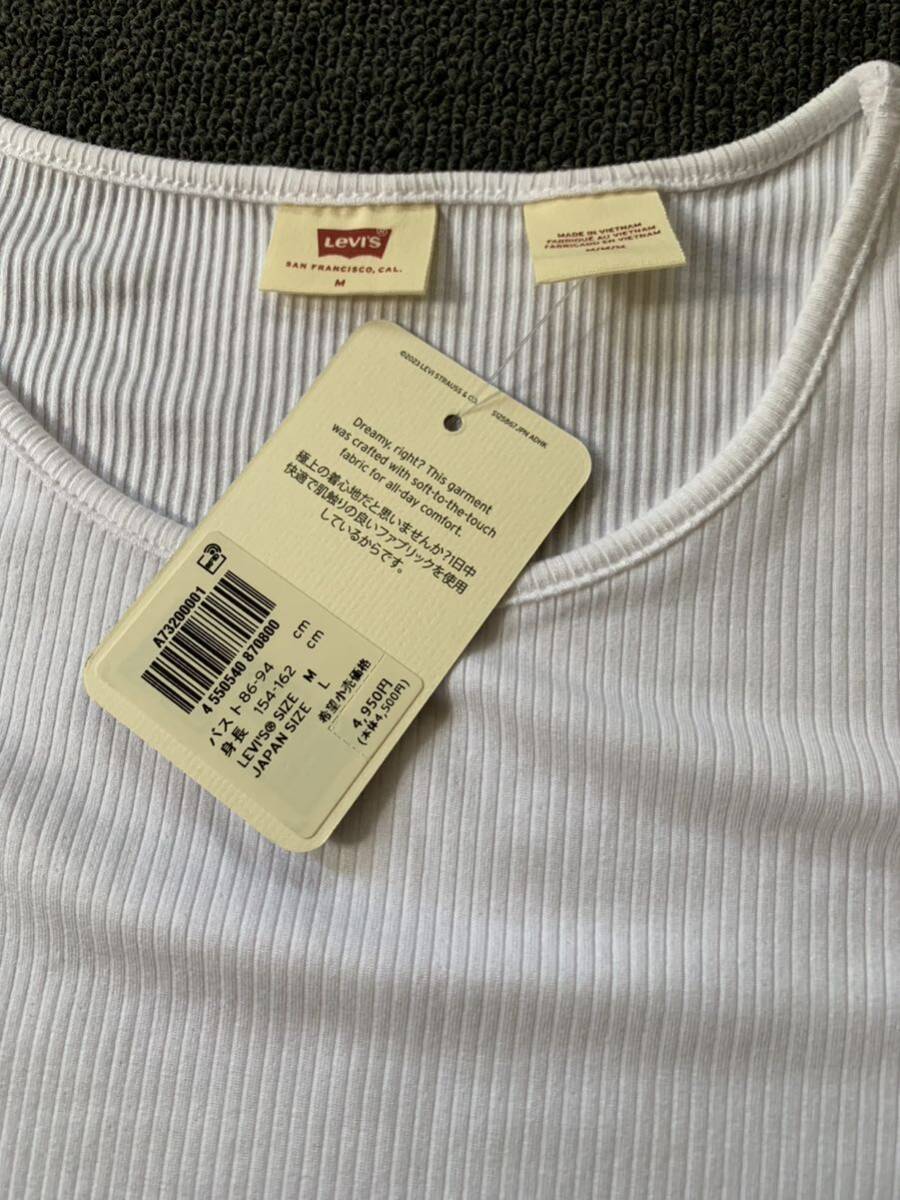 LEVI'S®
SAN FRANCISCO, CAL.
M
MADE IN VIETNAM
FABRIQUÉ AU VIETNAM
FABRICADO EN VIETNAM
©2023 LEVI STRAUSS & CO.
S125867 JPN ADHK
Dreamy, right? This garment
was crafted with soft-to-the-touch
fabric for all-day comfort.
極上の着心地だと思いませんか?1日中
快適で肌触りの良いファブリックを使用
しているからです。
A73200001
4 550540 870800
バスト86-94 cm
身長 154-162 cm
LEVI'S® SIZE M
JAPAN SIZE L
希望小売価格
4,950円
(本体4,500円)